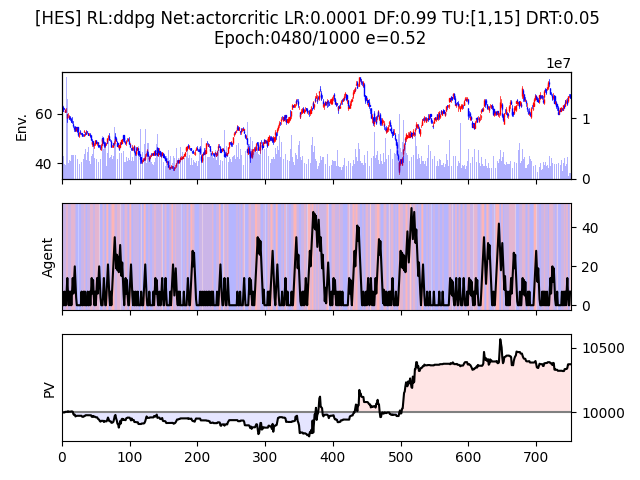 [HES] RL:ddpg Net:actorcritic LR:0.0001 DF:0.99 TU:[1,15] DRT:0.05
Epoch:0480/1000 e=0.52
1e7
Env.
60
40
1
0
Agent
40
20
0
PV
10500
10000
0 100 200 300 400 500 600 700